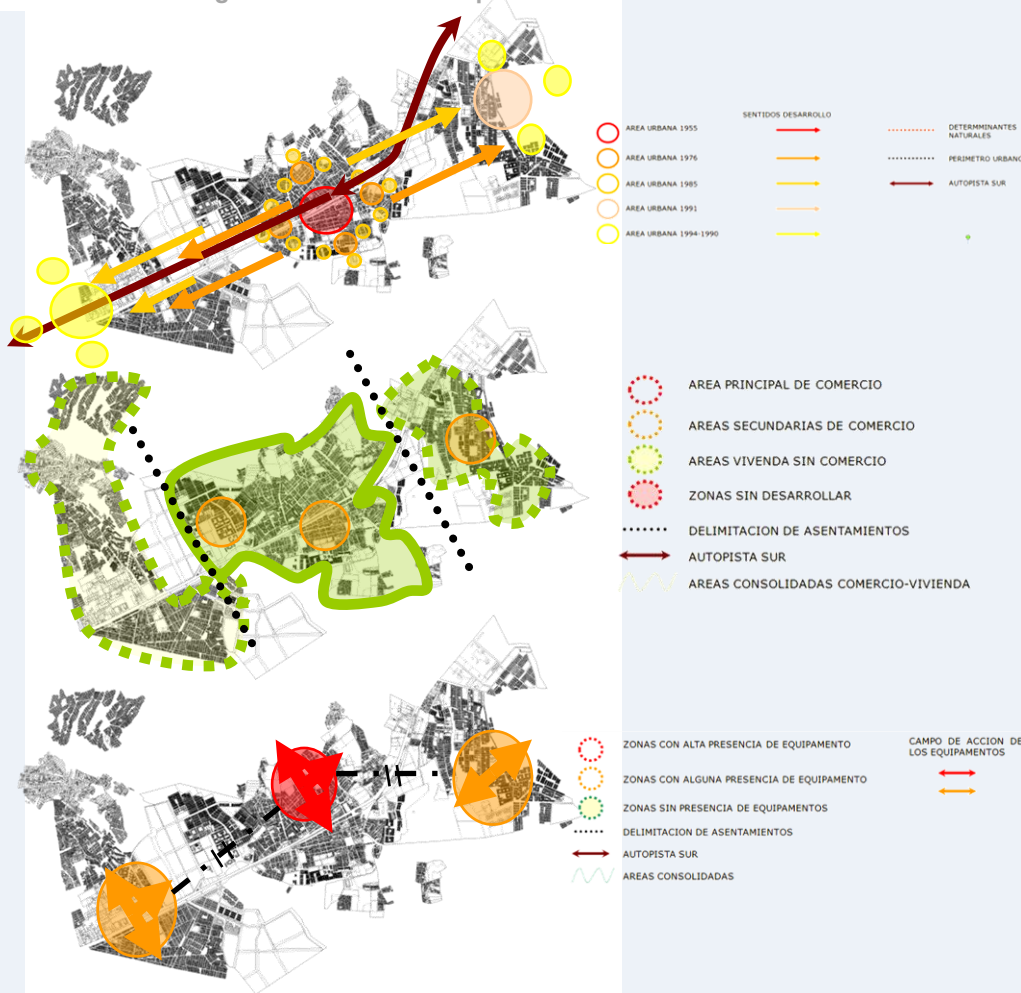 SENTIDOS DESARROLLO
AREA URBANA 1955
AREA URBANA 1976
AREA URBANA 1985
AREA URBANA 1991
AREA URBANA 1994-1990
DETERMMINANTES
NATURALES
PERIMETRO URBANO
AUTOPISTA SUR
AREA PRINCIPAL DE COMERCIO
AREAS SECUNDARIAS DE COMERCIO
AREAS VIVENDA SIN COMERCIO
ZONAS SIN DESARROLLAR
DELIMITACION DE ASENTAMIENTOS
AUTOPISTA SUR
AREAS CONSOLIDADAS COMERCIO-VIVIENDA
ZONAS CON ALTA PRESENCIA DE EQUIPAMENTO
ZONAS CON ALGUNA PRESENCIA DE EQUIPAMENTO
ZONAS SIN PRESENCIA DE EQUIPAMENTOS
DELIMITACION DE ASENTAMIENTOS
AUTOPISTA SUR
AREAS CONSOLIDADAS
CAMPO DE ACCION DE
LOS EQUIPAMENTOS